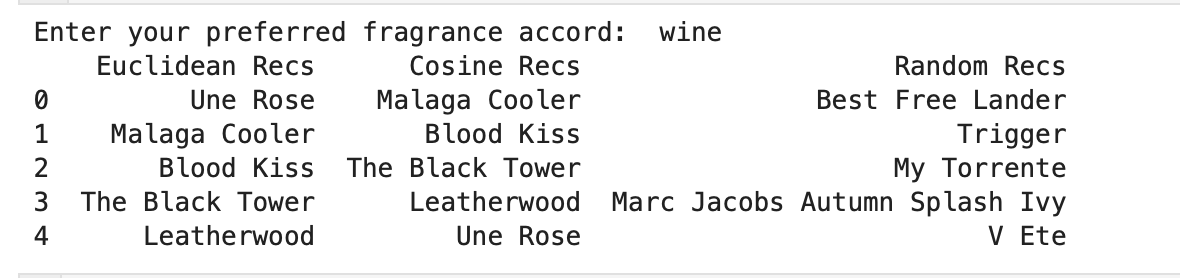 Enter your preferred fragrance accord:  wine
    Euclidean Recs      Cosine Recs                    Random Recs
0         Une Rose    Malaga Cooler               Best Free Lander
1    Malaga Cooler       Blood Kiss                        Trigger
2       Blood Kiss  The Black Tower                    My Torrente
3  The Black Tower      Leatherwood  Marc Jacobs Autumn Splash Ivy
4      Leatherwood         Une Rose                          V Ete